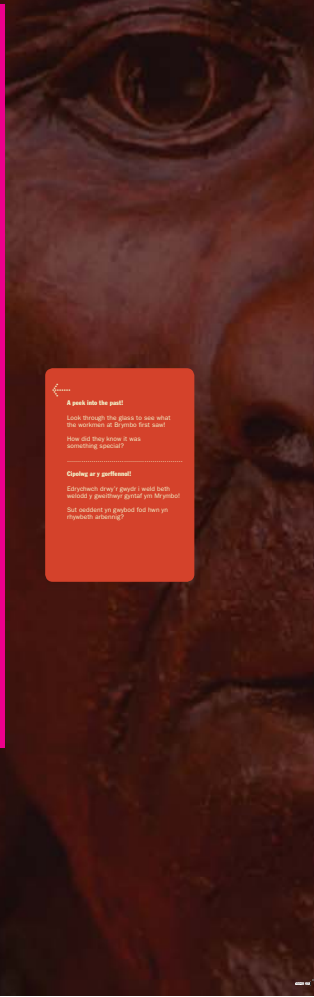 A peek into the past!
Look through the glass to see what
the workmen at Brymbo first saw!
How did they know it was
something special?
Cipolwg ar y gorffennol!
Edrychwch drwy'r gwydr i weld beth
welodd y gweithwyr gyntaf ym Mrymbo!
Sut oeddent yn gwybod fod hwn yn
rhywbeth arbennig?